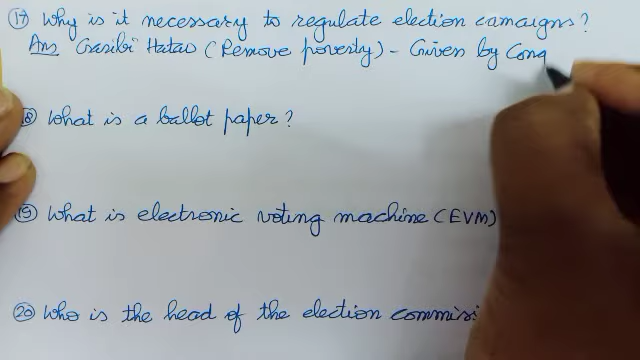 17 Why is it necessary to regulate election camaigns?
Ans Garibi Hatao (Remove poverty) - Given by Cong
18 What is a ballot paper?
19 What is electronic voting machine (EVM)
20 Who is the head of the election commissi